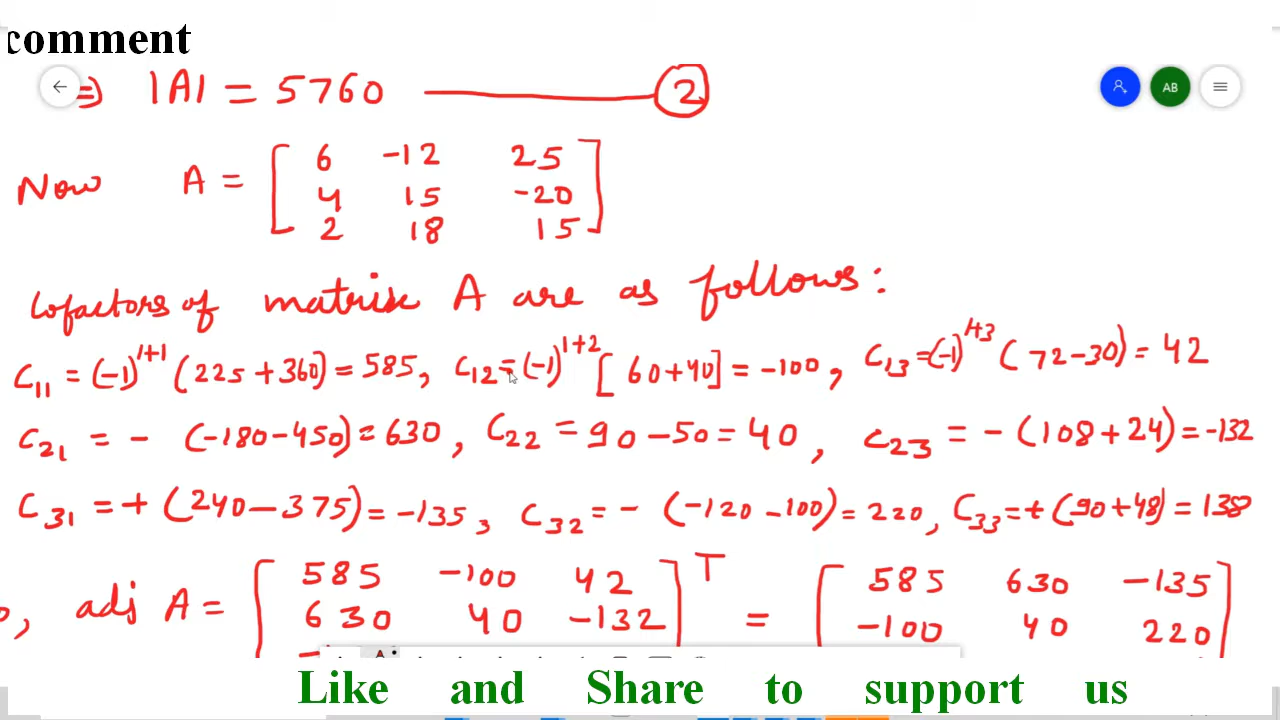 comment
⇒ |A| = 5760 ——— ②
AB
Now A = [ 6 -12 25
4 15 -20
2 18 15 ]
Cofactors of matrix A are as follows:
C11 = (-1)^1+1 (225+360) = 585, C12 = (-1)^1+2 [60+40] = -100, C13 = (-1)^1+3 (72-30) = 42
C21 = - (-180-450) = 630, C22 = 90-50 = 40, C23 = -(108+24) = -132
C31 = + (240-375) = -135, C32 = - (-120-100) = 220, C33 = +(90+48) = 138
adj A = [ 585 -100 42 ]^T = [ 585 630 -135 ]
630 40 -132 -100 40 220
Like and Share to support us